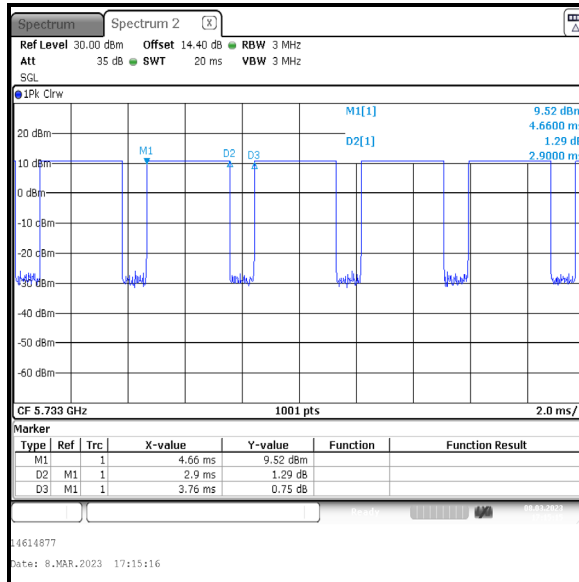 Spectrum Spectrum 2 X
Ref Level 30.00 dBm Offset 14.40 dB RBW 3 MHz
Att 35 dB SWT 20 ms VBW 3 MHz
SGL
1Pk Clrw
M1[1] 9.52 dBm
4.6600 ms
D2[1] 1.29 dB
2.9000 ms
20 dBm
M1 D2 D3
10 dBm
0 dBm
-10 dBm
-20 dBm
-30 dBm
-40 dBm
-50 dBm
-60 dBm
CF 5.733 GHz 1001 pts 2.0 ms/
Marker
Type Ref Trc X-value Y-value Function Function Result
M1 1 4.66 ms 9.52 dBm
D2 M1 1 2.9 ms 1.29 dB
D3 M1 1 3.76 ms 0.75 dB
Ready 08.03.2023
14614877
Date: 8.MAR.2023 17:15:16